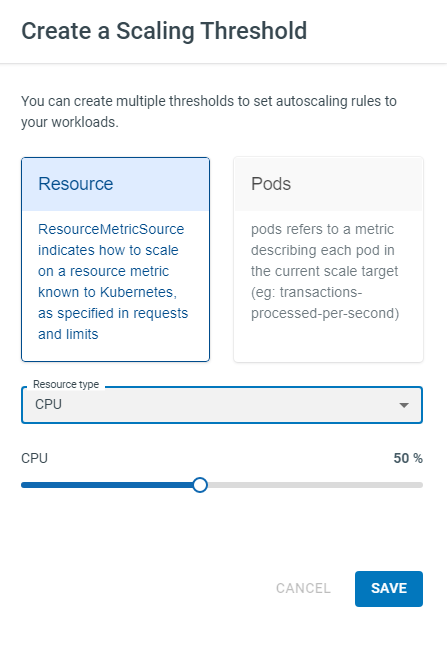 Create a Scaling Threshold
You can create multiple thresholds to set autoscaling rules to
your workloads.
Resource
ResourceMetricSource
indicates how to scale
on a resource metric
known to Kubernetes,
as specified in requests
and limits
Pods
pods refers to a metric
describing each pod in
the current scale target
(eg: transactions-
processed-per-second)
Resource type
CPU
CPU
50 %
CANCEL
SAVE